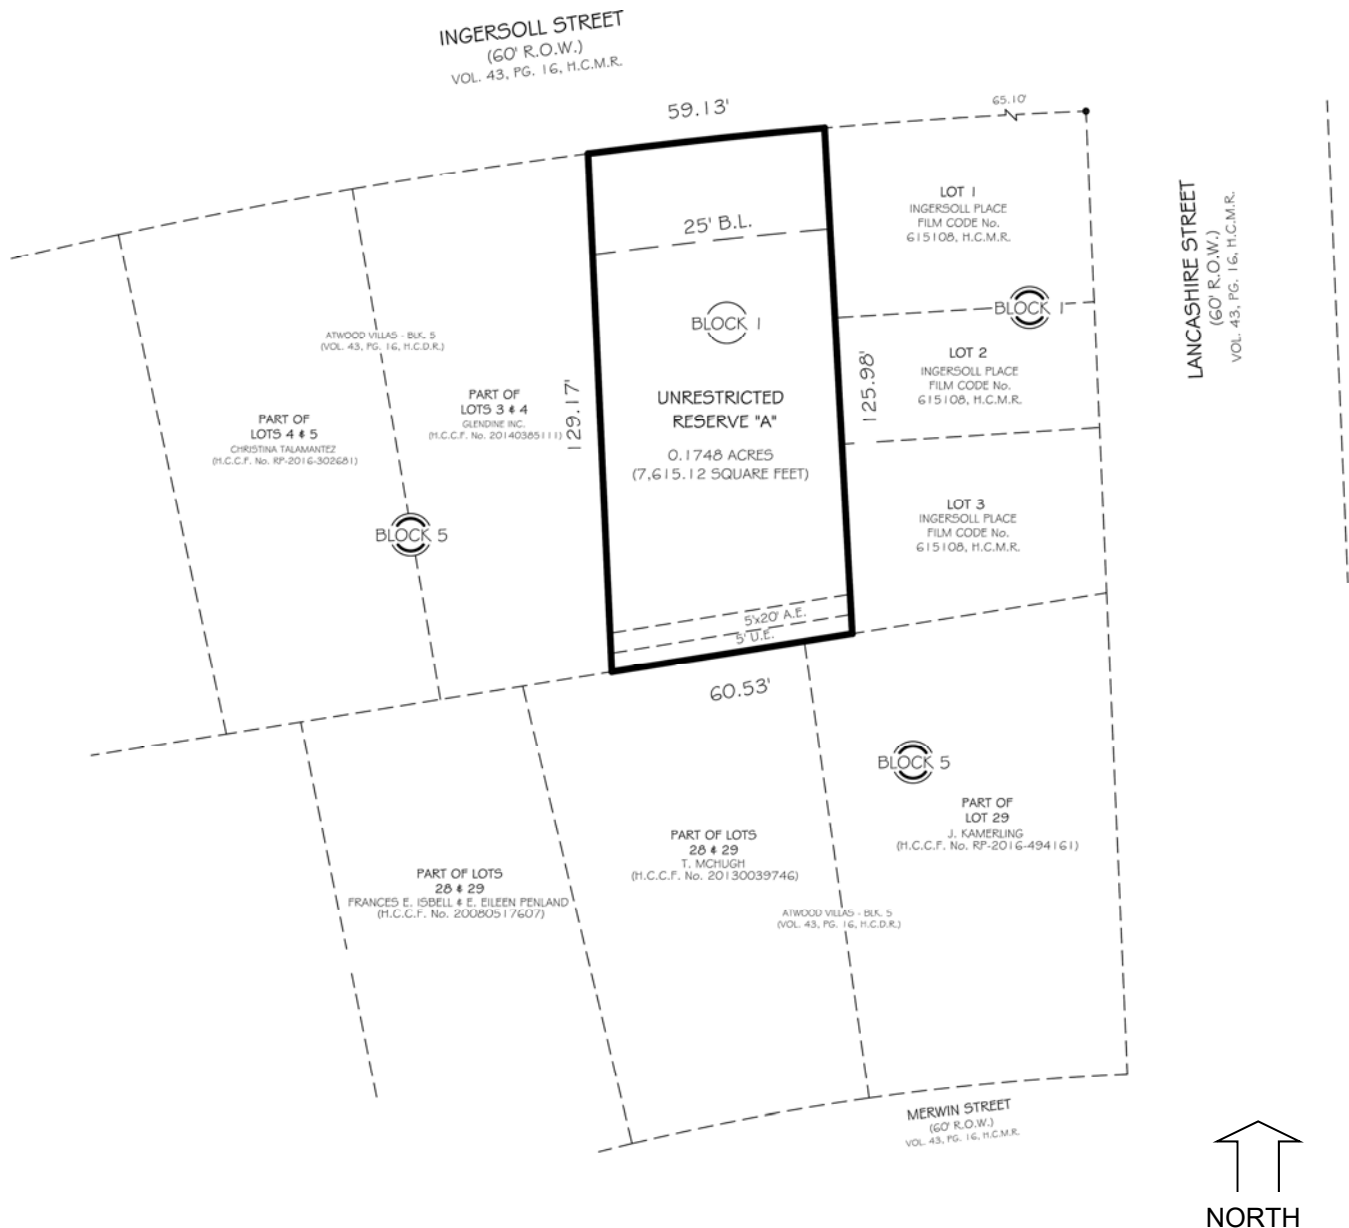 INGERSOLL STREET
(60' R.O.W.)
VOL. 43, PG. 16, H.C.M.R.
59.13'
65.10'
LANCASHIRE STREET
(60' R.O.W.)
VOL. 43, PG. 16, H.C.M.R.
25' B.L.
LOT 1
INGERSOLL PLACE
FILM CODE No.
615108, H.C.M.R.
BLOCK 1
BLOCK 1
ATWOOD VILLAS - BLK. 5
(VOL. 43, PG. 16, H.C.D.R.)
LOT 2
INGERSOLL PLACE
FILM CODE No.
615108, H.C.M.R.
129.17'
125.98'
PART OF
LOTS 3 & 4
GLENDINE INC.
(H.C.C.F. No. 20140385111)
UNRESTRICTED
RESERVE "A"
0.1748 ACRES
(7,615.12 SQUARE FEET)
PART OF
LOTS 4 & 5
CHRISTINA TALAMANTEZ
(H.C.C.F. No. RP-2016-302681)
LOT 3
INGERSOLL PLACE
FILM CODE No.
615108, H.C.M.R.
BLOCK 5
5'x20' A.E.
5' U.E.
60.53'
BLOCK 5
PART OF
LOT 29
J. KAMERLING
(H.C.C.F. No. RP-2016-494161)
PART OF LOTS
28 & 29
T. MCHUGH
(H.C.C.F. No. 20130039746)
PART OF LOTS
28 & 29
FRANCES E. ISBELL & E. EILEEN PENLAND
(H.C.C.F. No. 20080517607)
ATWOOD VILLAS - BLK. 5
(VOL. 43, PG. 16, H.C.D.R.)
MERWIN STREET
(60' R.O.W.)
VOL. 43, PG. 16, H.C.M.R.
NORTH